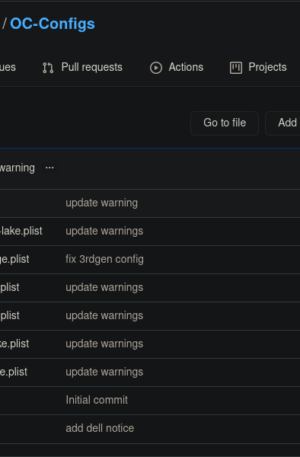 / OC-Configs
ues Pull requests Actions Projects
Go to file Add
warning ...
update warning
-lake.plist update warnings
ge.plist fix 3rdgen config
plist update warnings
plist update warnings
ke.plist update warnings
e.plist update warnings
Initial commit
add dell notice